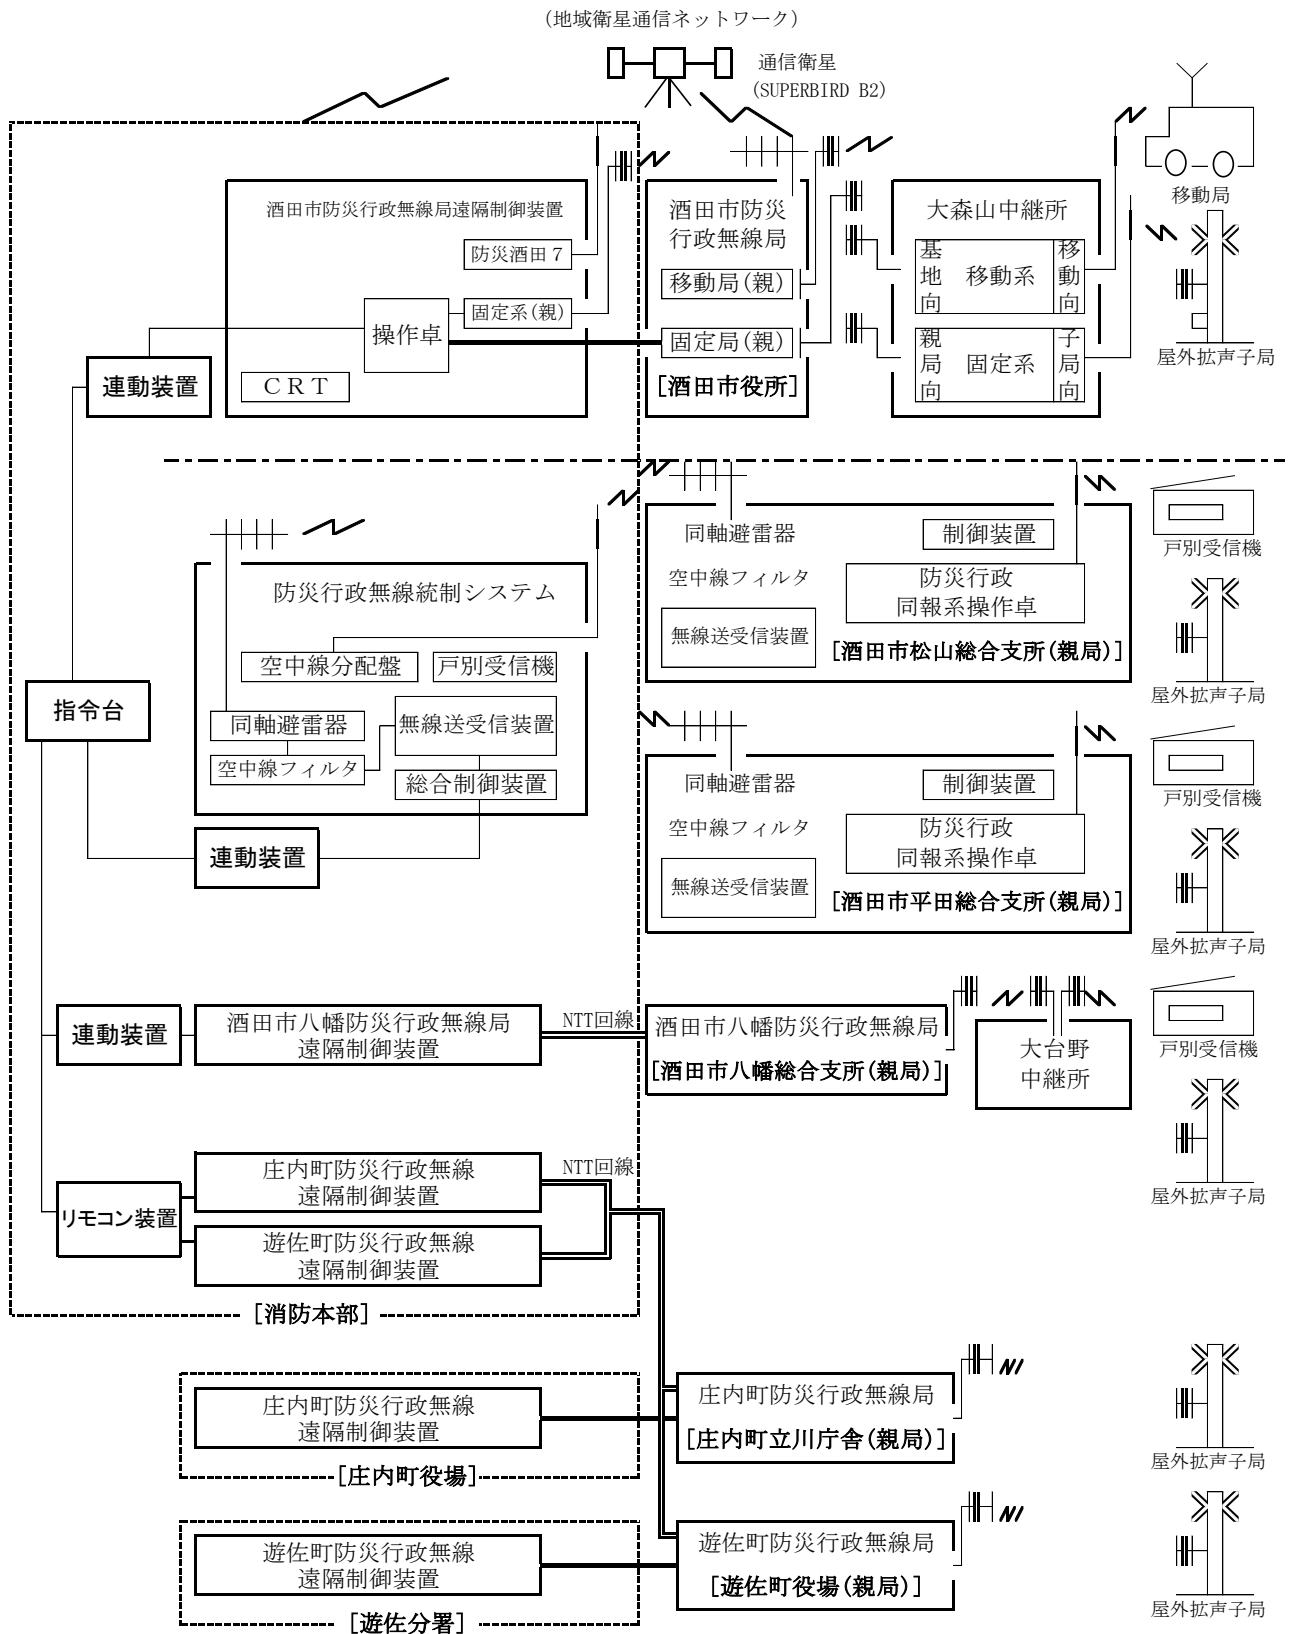 (地域衛星通信ネットワーク)
通信衛星
(SUPERBIRD B2)
酒田市防災行政無線局遠隔制御装置
防災酒田７
操作卓
固定系(親)
ＣＲＴ
連動装置
酒田市防災
行政無線局
移動局(親)
固定局(親)
[酒田市役所]
大森山中継所
基地向
移動系
移動向
親局向
固定系
子局向
移動局
屋外拡声子局
防災行政無線統制システム
空中線分配盤
戸別受信機
同軸避雷器
無線送受信装置
空中線フィルタ
総合制御装置
指令台
連動装置
同軸避雷器
制御装置
空中線フィルタ
防災行政
同報系操作卓
無線送受信装置
[酒田市松山総合支所(親局)]
戸別受信機
屋外拡声子局
同軸避雷器
制御装置
空中線フィルタ
防災行政
同報系操作卓
無線送受信装置
[酒田市平田総合支所(親局)]
戸別受信機
屋外拡声子局
連動装置
酒田市八幡防災行政無線局
遠隔制御装置
NTT回線
酒田市八幡防災行政無線局
[酒田市八幡総合支所(親局)]
大台野
中継所
戸別受信機
屋外拡声子局
リモコン装置
庄内町防災行政無線
遠隔制御装置
NTT回線
遊佐町防災行政無線
遠隔制御装置
[消防本部]
庄内町防災行政無線
遠隔制御装置
[庄内町役場]
庄内町防災行政無線局
[庄内町立川庁舎(親局)]
屋外拡声子局
遊佐町防災行政無線
遠隔制御装置
[遊佐分署]
遊佐町防災行政無線局
[遊佐町役場(親局)]
屋外拡声子局